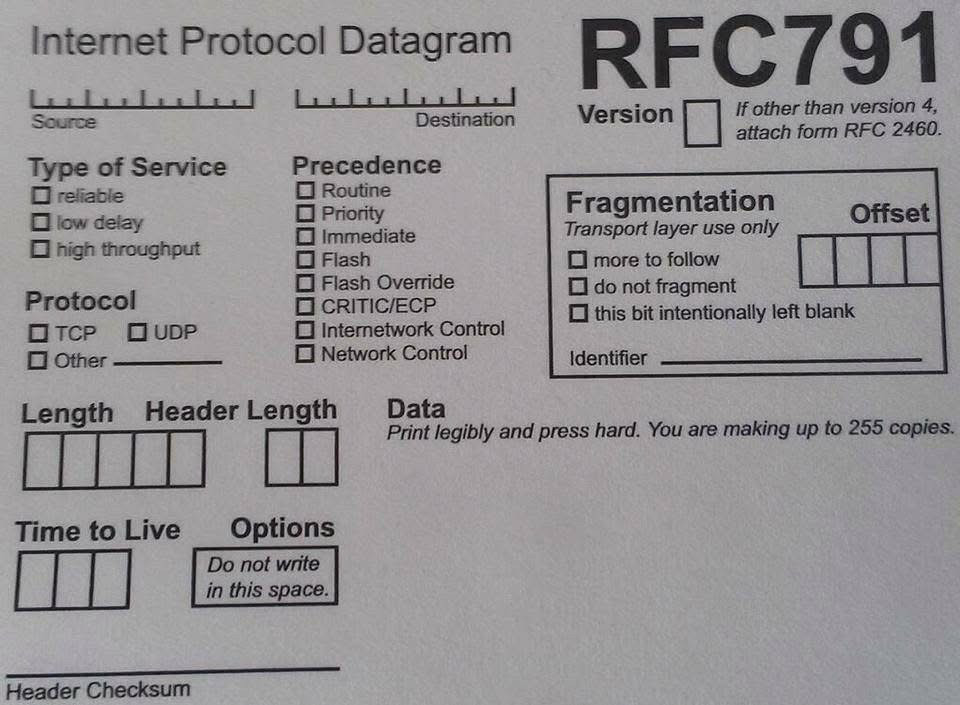 Internet Protocol Datagram
RFC791
Source
Destination
Version
If other than version 4,
attach form RFC 2460.
Type of Service
reliable
low delay
high throughput
Precedence
Routine
Priority
Immediate
Flash
Flash Override
CRITIC/ECP
Internetwork Control
Network Control
Fragmentation
Transport layer use only
Offset
more to follow
do not fragment
this bit intentionally left blank
Identifier
Protocol
TCP UDP
Other
Length Header Length
Data
Print legibly and press hard. You are making up to 255 copies.
Time to Live Options
Do not write
in this space.
Header Checksum